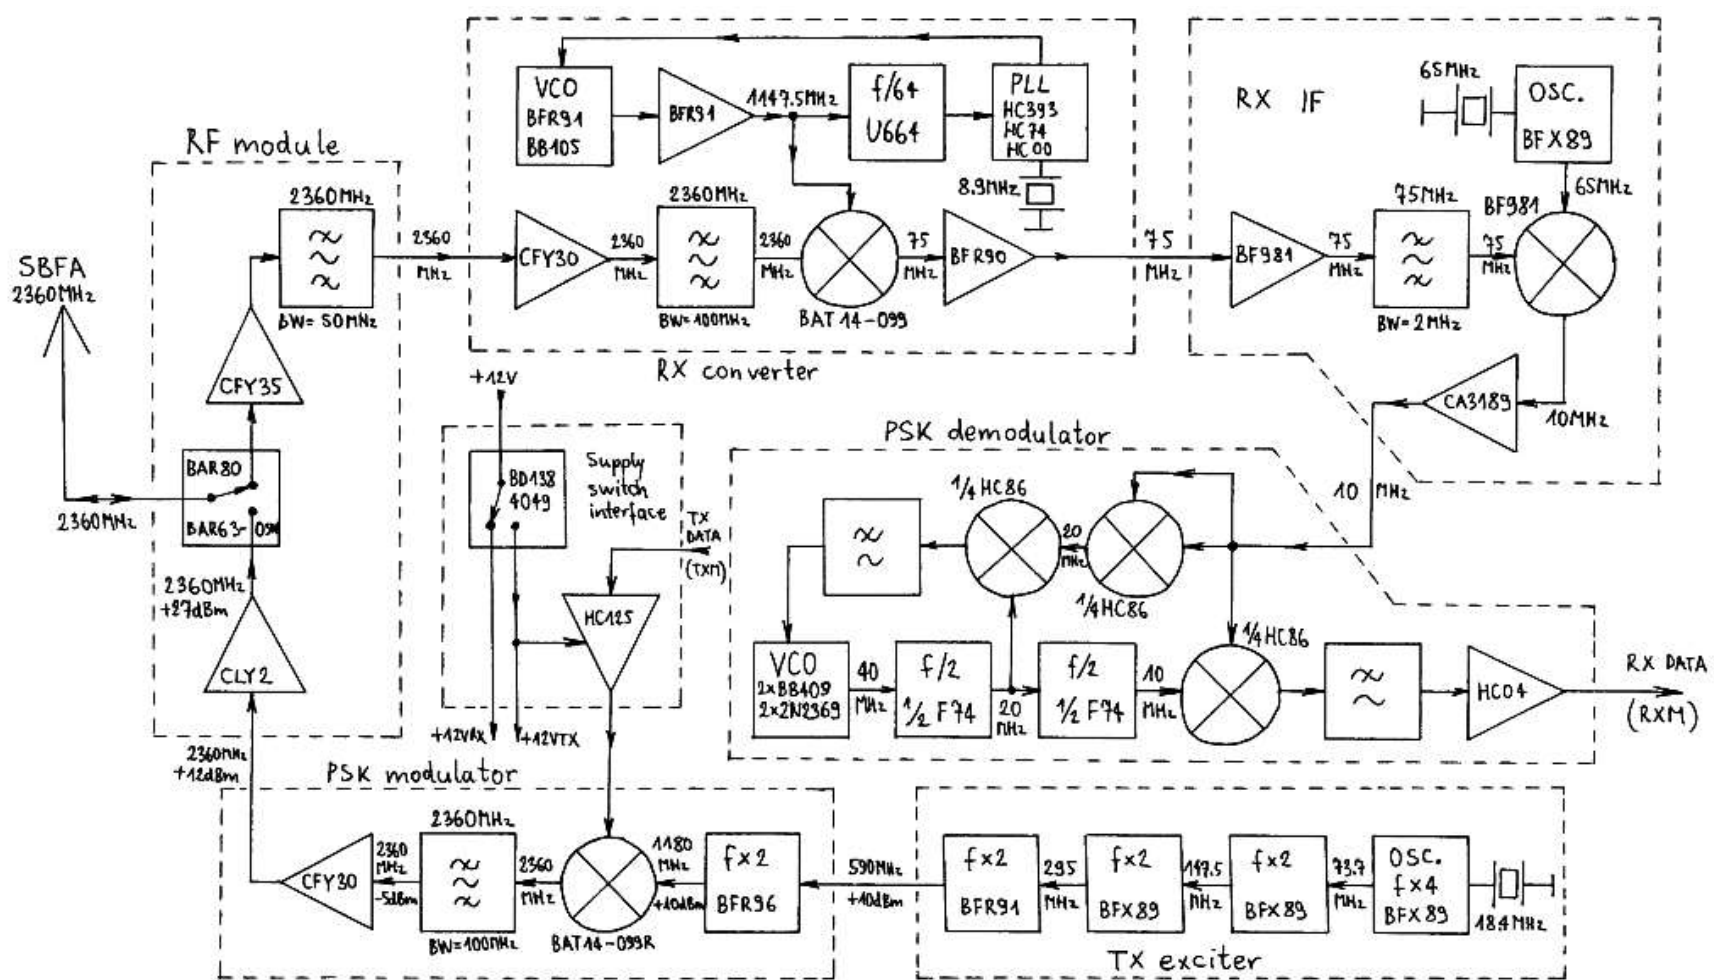 RF module
SBFA
2360MHz
2360MHz
BAR80
BAR63-03W
CFY35
2360MHz
BW=50MHz
2360
MHz
2360MHz
+27dBm
CLY2
2360MHz
+12dBm
VCO
BFR91
BB105
BFR91
1147.5MHz
f/64
U664
PLL
HC393
HC74
HC00
8.9MHz
CFY30
2360
MHz
2360MHz
BW=100MHz
2360
MHz
BAT14-099
75
MHz
BFR90
RX converter
75
MHz
RX IF
65MHz
OSC.
BFX89
65MHz
BF981
75
MHz
75MHz
BW=2MHz
75
MHz
BF981
10MHz
CA3189
10
MHz
+12V
BD138
4049
Supply
switch
interface
TX
DATA
(TXM)
HC125
+12VRX
+12VTX
PSK demodulator
1/4HC86
20
MHz
1/4HC86
VCO
2xBB409
2x2N2369
40
MHz
f/2
1/2 F74
20
MHz
f/2
1/2 F74
10
MHz
1/4HC86
HC04
RX DATA
(RXM)
PSK modulator
CFY30
2360
MHz
-5dBm
2360MHz
BW=100MHz
2360
MHz
BAT14-099R
1180
MHz
+10dBm
fx2
BFR96
590MHz
+10dBm
fx2
BFR91
295
MHz
fx2
BFX89
147.5
MHz
fx2
BFX89
73.7
MHz
OSC.
fx4
BFX89
18.4MHz
TX exciter